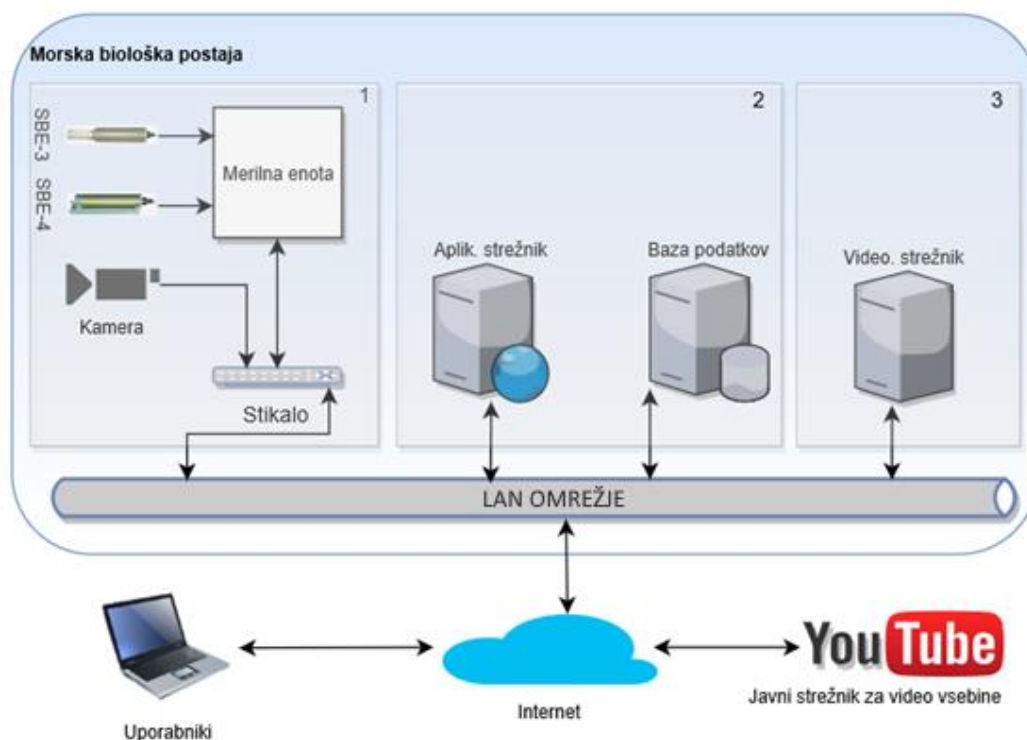 Morska biološka postaja
1
2
3
SBE-3
SBE-4
Merilna enota
Kamera
Stikalo
Aplik. strežnik
Baza podatkov
Video. strežnik
LAN OMREŽJE
Uporabniki
Internet
YouTube
Javni strežnik za video vsebine